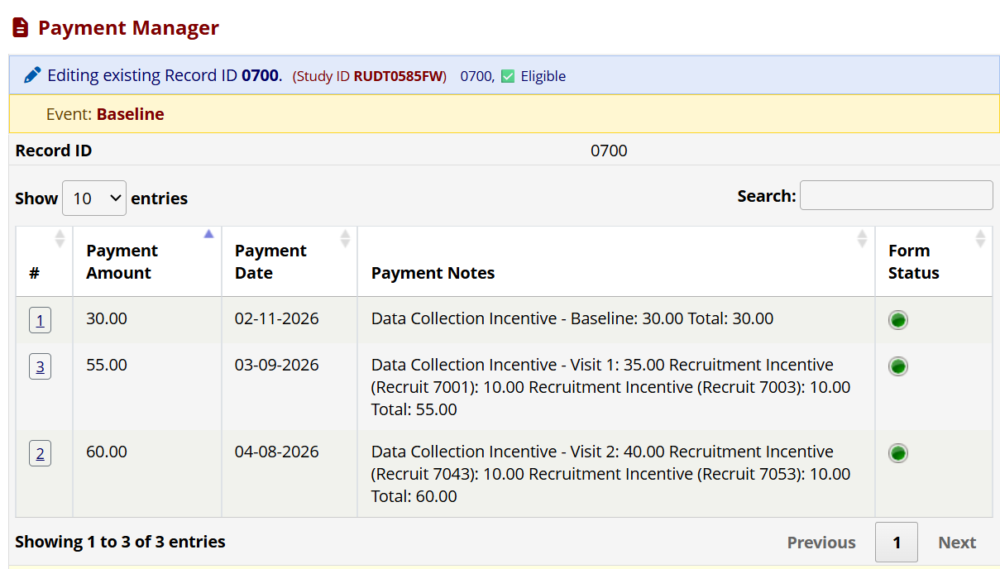 Payment Manager
Editing existing Record ID 0700. (Study ID RUDT0585FW) 0700, ✅ Eligible
Event: Baseline
Record ID 0700
Show 10 entries Search:
# Payment Amount Payment Date Payment Notes Form Status
1 30.00 02-11-2026 Data Collection Incentive - Baseline: 30.00 Total: 30.00
3 55.00 03-09-2026 Data Collection Incentive - Visit 1: 35.00 Recruitment Incentive
(Recruit 7001): 10.00 Recruitment Incentive (Recruit 7003): 10.00
Total: 55.00
2 60.00 04-08-2026 Data Collection Incentive - Visit 2: 40.00 Recruitment Incentive
(Recruit 7043): 10.00 Recruitment Incentive (Recruit 7053): 10.00
Total: 60.00
Showing 1 to 3 of 3 entries Previous 1 Next